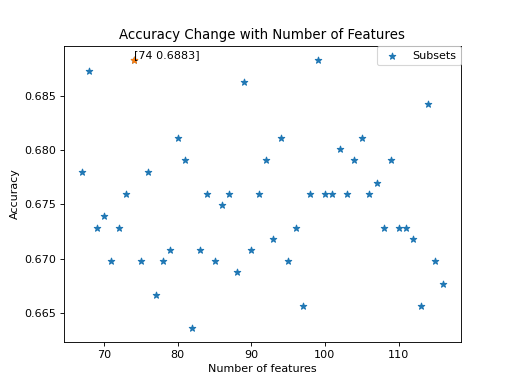 Accuracy Change with Number of Features
[74 0.6883]
Subsets
0.685
0.680
0.675
0.670
0.665
Accuracy
70 80 90 100 110
Number of features